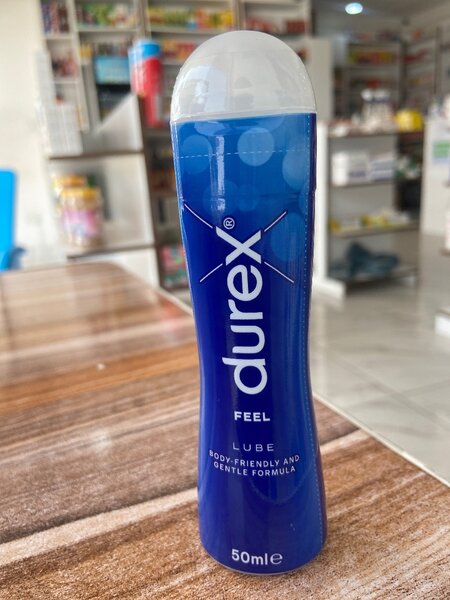 durex®
FEEL
LUBE
BODY-FRIENDLY AND
GENTLE FORMULA
50ml℮